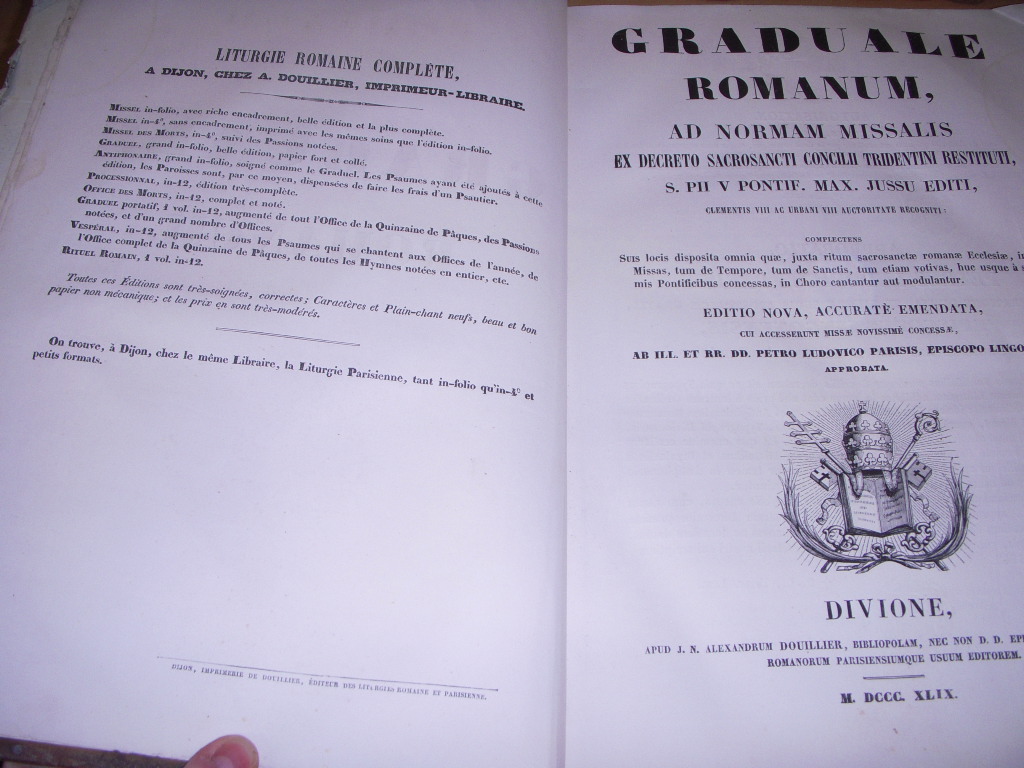 LITURGIE ROMAINE COMPLÈTE,
A DIJON, CHEZ A. DOUILLIER, IMPRIMEUR-LIBRAIRE.
MISSEL in-folio, avec riche encadrement, belle édition et la plus complète.
MISSEL in-4°, sans encadrement, imprimé avec les mêmes soins que l'édition in-folio.
MISSEL DES MORTS, in-4°, suivi des Passions notées.
GRADUEL, grand in-folio, belle édition, papier fort et collé.
ANTIPHONAIRE, grand in-folio, soigné comme le Graduel. Les Psaumes ayant été ajoutés à cette
édition, les Paroisses sont, par ce moyen, dispensées de faire les frais d'un Psautier.
PROCESSIONNAL, in-12, édition très-complète.
OFFICE DES MORTS, in-12, complet et noté.
GRADUEL portatif, 1 vol. in-12, augmenté de tout l'Office de la Quinzaine de Pâques, des Passions
notées, et d'un grand nombre d'Offices.
VESPÉRAL, in-12, augmenté de tous les Psaumes qui se chantent aux Offices de l'année, de
l'Office complet de la Quinzaine de Pâques, de toutes les Hymnes notées en entier, etc.
RITUEL ROMAIN, 1 vol. in-12.
Toutes ces Éditions sont très-soignées, correctes; Caractères et Plain-chant neufs, beau et bon
papier non mécanique; et les prix en sont très-modérés.
On trouve, à Dijon, chez le même Libraire, la Liturgie Parisienne, tant in-folio qu'in-4° et
petits formats.
DIJON, IMPRIMERIE DE DOUILLIER, ÉDITEUR DES LITURGIES ROMAINE ET PARISIENNE.
GRADUALE
ROMANUM,
AD NORMAM MISSALIS
EX DECRETO SACROSANCTI CONCILII TRIDENTINI RESTITUTI,
S. PII V PONTIF. MAX. JUSSU EDITI,
CLEMENTIS VIII AC URBANI VIII AUCTORITATE RECOGNITI:
COMPLECTENS
SUIS locis disposita omnia quæ, juxta ritum sacrosanctæ romanæ Ecclesiæ, in
Missas, tum de Tempore, tum de Sanctis, tum etiam votivas, huc usque à
mis Pontificibus concessas, in Choro cantantur aut modulantur.
EDITIO NOVA, ACCURATÈ EMENDATA,
CUI ACCESSERUNT MISSÆ NOVISSIMÈ CONCESSÆ,
AB ILL. ET RR. DD. PETRO LUDOVICO PARISIS, EPISCOPO LINGO
APPROBATA.
DIVIONE,
APUD J. N. ALEXANDRUM DOUILLIER, BIBLIOPOLAM, NEC NON D. D. EPI
ROMANORUM PARISIENSIUMQUE USUUM EDITOREM.
M. DCCC. XLIX.